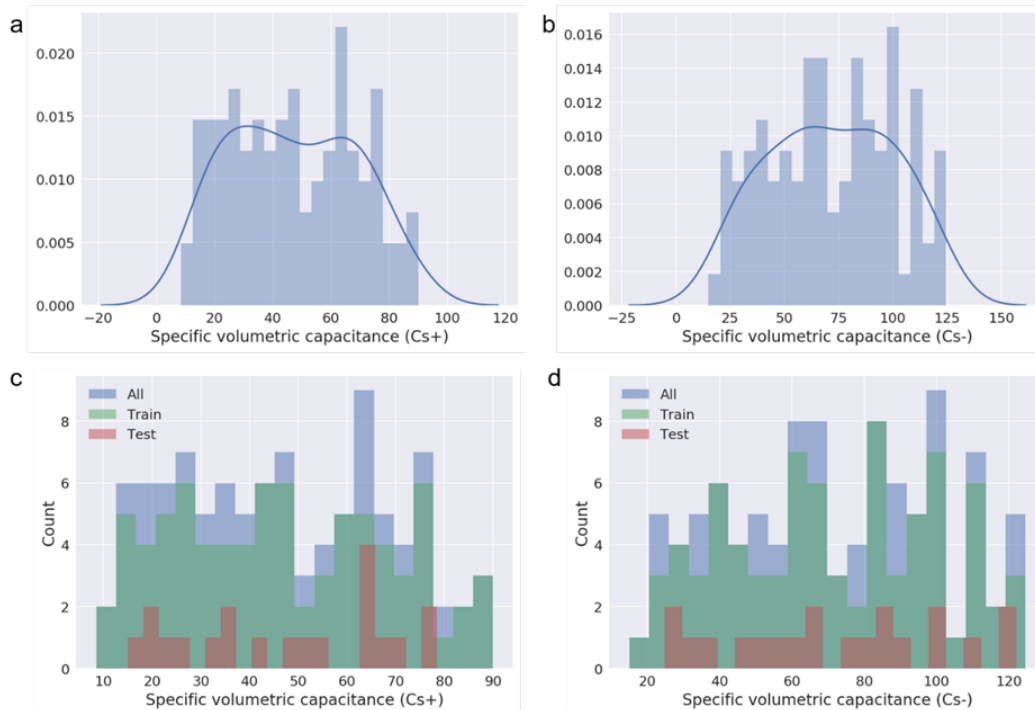 a
0.020
0.015
0.010
0.005
0.000
−20 0 20 40 60 80 100 120
Specific volumetric capacitance (Cs+)
b
0.016
0.014
0.012
0.010
0.008
0.006
0.004
0.002
0.000
−25 0 25 50 75 100 125 150
Specific volumetric capacitance (Cs-)
c
All
Train
Test
8
6
4
2
0
Count
10 20 30 40 50 60 70 80 90
Specific volumetric capacitance (Cs+)
d
All
Train
Test
8
6
4
2
0
Count
20 40 60 80 100 120
Specific volumetric capacitance (Cs-)